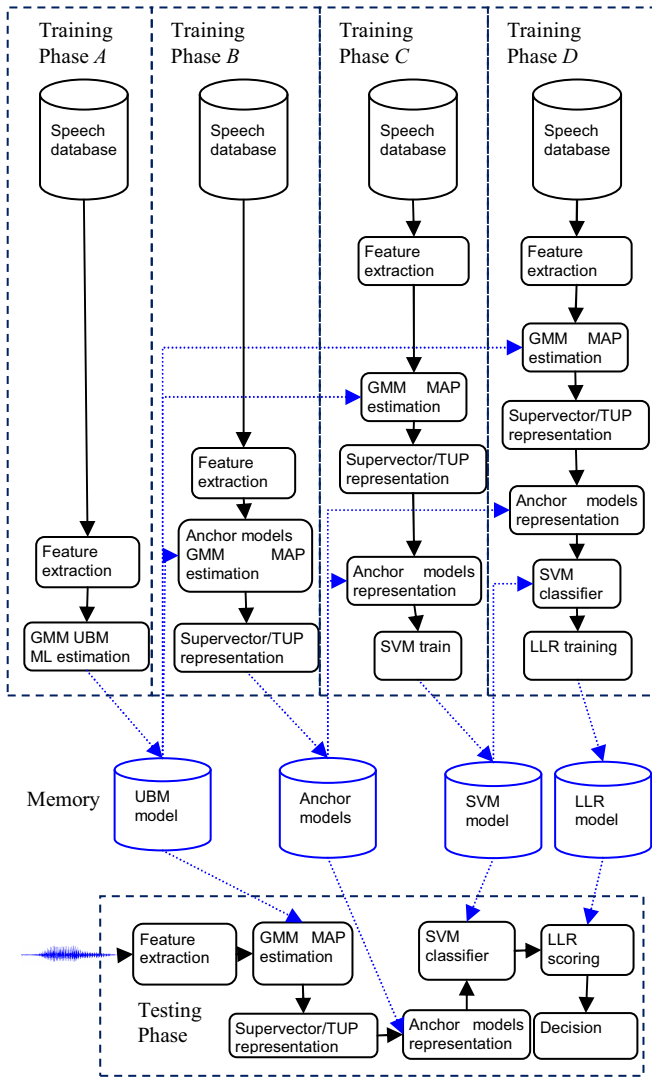 Training
Phase A
Speech
database
Feature
extraction
GMM UBM
ML estimation
Training
Phase B
Speech
database
Feature
extraction
Anchor models
GMM MAP
estimation
Supervector/TUP
representation
Training
Phase C
Speech
database
Feature
extraction
GMM MAP
estimation
Supervector/TUP
representation
Anchor models
representation
SVM train
Training
Phase D
Speech
database
Feature
extraction
GMM MAP
estimation
Supervector/TUP
representation
Anchor models
representation
SVM
classifier
LLR training
Memory
UBM
model
Anchor
models
SVM
model
LLR
model
Testing
Phase
Feature
extraction
GMM MAP
estimation
Supervector/TUP
representation
Anchor models
representation
SVM
classifier
LLR
scoring
Decision